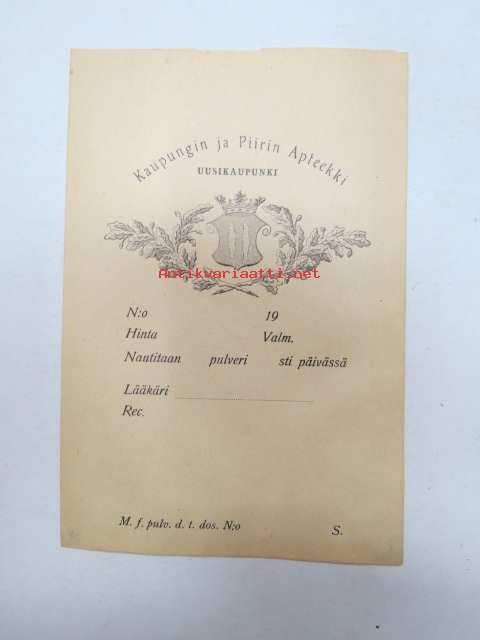 Kaupungin ja Piirin Apteekki
UUSIKAUPUNKI
Antikvariaatti.net
N:o 19
Hinta Valm.
Nautitaan pulveri sti päivässä
Lääkäri
Rec.
M. f. pulv. d. t. dos. N:o S.